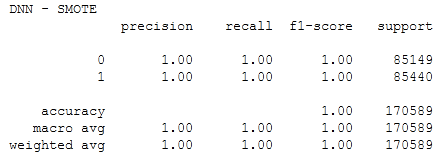 DNN - SMOTE
precision recall f1-score support
0 1.00 1.00 1.00 85149
1 1.00 1.00 1.00 85440
accuracy 1.00 170589
macro avg 1.00 1.00 1.00 170589
weighted avg 1.00 1.00 1.00 170589